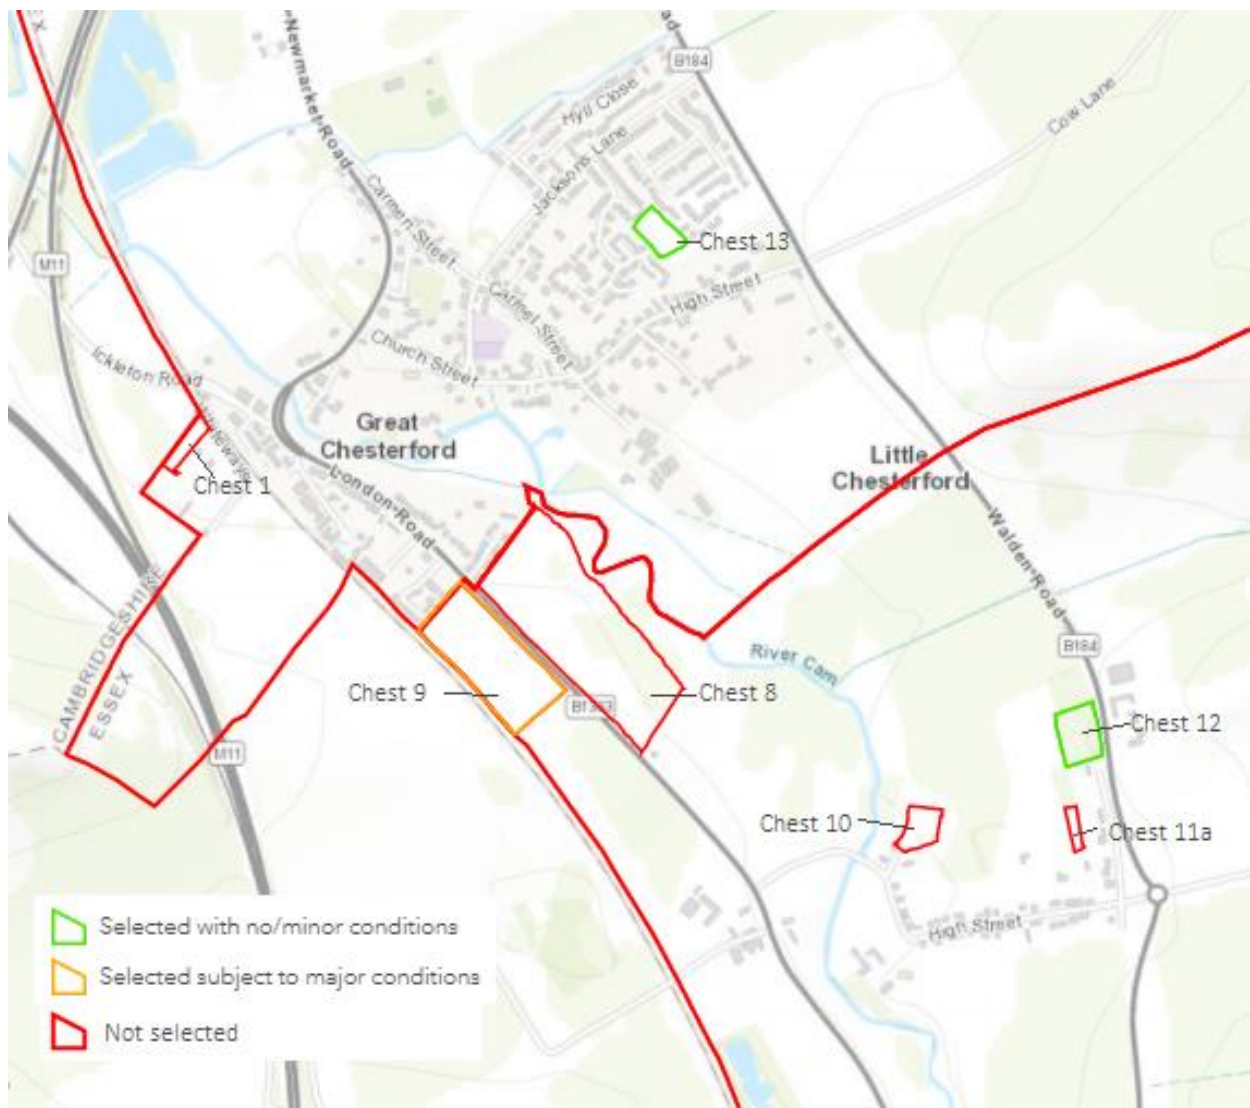 EX
Newmarket Road
ad
B184
Hyll Close
Cow Lane
Jacksons Lane
Carmen Street
Chest 13
M11
High Street
Carmel Street
Church Street
Ickleton Road
Great
Chesterford
Little
Chesterford
Chest 1
London Road
Walden Road
CAMBRIDGESHIRE
ESSEX
River Cam
B184
Chest 9
Chest 8
B1383
Chest 12
M11
Chest 10
Chest 11a
High Street
Selected with no/minor conditions
Selected subject to major conditions
Not selected